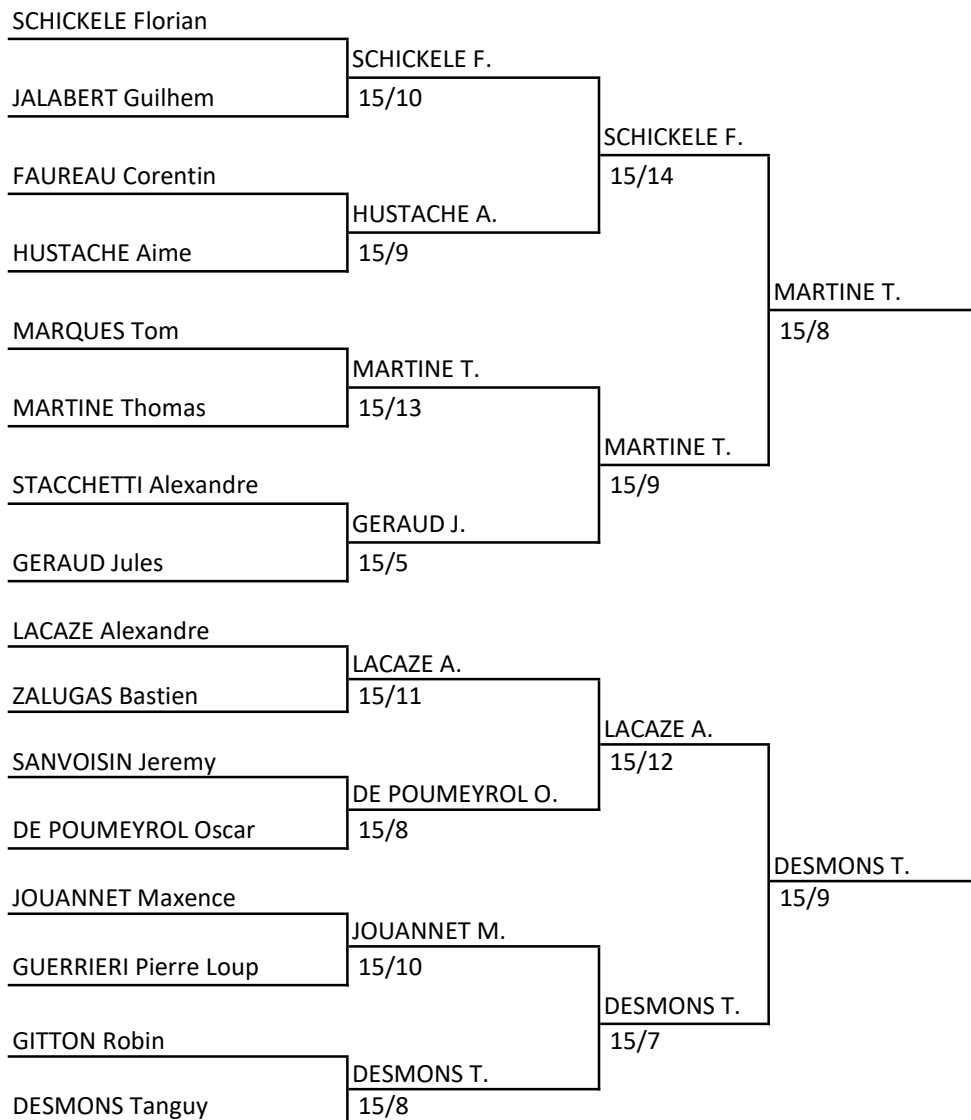 SCHICKELE Florian
SCHICKELE F.
JALABERT Guilhem
15/10
SCHICKELE F.
FAUREAU Corentin
15/14
HUSTACHE A.
HUSTACHE Aime
15/9
MARTINE T.
MARQUES Tom
15/8
MARTINE T.
MARTINE Thomas
15/13
MARTINE T.
STACCHETTI Alexandre
15/9
GERAUD J.
GERAUD Jules
15/5
LACAZE Alexandre
LACAZE A.
ZALUGAS Bastien
15/11
LACAZE A.
SANVOISIN Jeremy
15/12
DE POUMEYROL O.
DE POUMEYROL Oscar
15/8
DESMONS T.
JOUANNET Maxence
15/9
JOUANNET M.
GUERRIERI Pierre Loup
15/10
DESMONS T.
GITTON Robin
15/7
DESMONS T.
DESMONS Tanguy
15/8